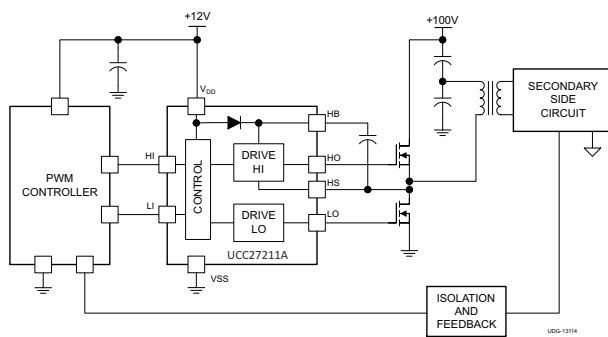 +12V
+100V
VDD
HB
SECONDARY
SIDE
CIRCUIT
PWM
CONTROLLER
HI
CONTROL
DRIVE
HI
HO
HS
LI
DRIVE
LO
LO
UCC27211A
VSS
ISOLATION
AND
FEEDBACK
UDG-13114